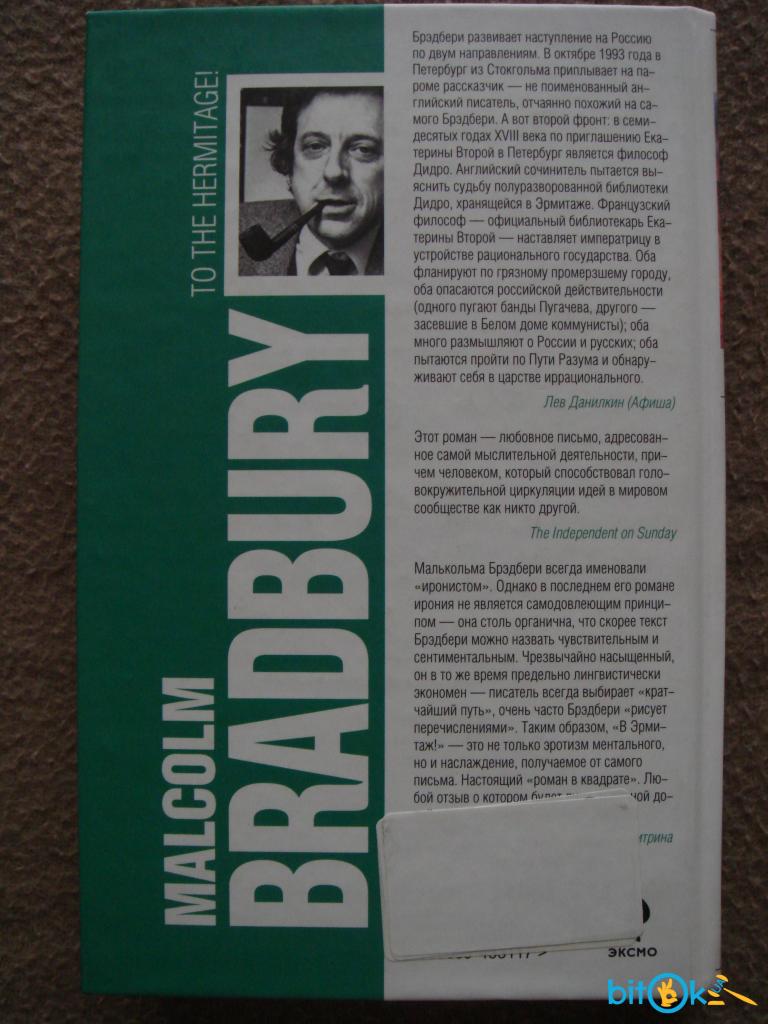 TO THE HERMITAGE!
MALCOLM
BRADBURY
Брэдбери развивает наступление на Россию
по двум направлениям. В октябре 1993 года в
Петербург из Стокгольма приплывает на па-
роме рассказчик — не поименованный ан-
глийский писатель, отчаянно похожий на са-
мого Брэдбери. А вот второй фронт: в семи-
десятых годах XVIII века по приглашению Ека-
терины Второй в Петербург является философ
Дидро. Английский сочинитель пытается вы-
яснить судьбу полуразворованной библиотеки
Дидро, хранящейся в Эрмитаже. Французский
философ — официальный библиотекарь Ека-
терины Второй — наставляет императрицу в
устройстве рационального государства. Оба
фланируют по грязному промерзшему городу,
оба опасаются российской действительности
(одного пугают банды Пугачева, другого —
засевшие в Белом доме коммунисты); оба
много размышляют о России и русских; оба
пытаются пройти по Пути Разума и обнару-
живают себя в царстве иррационального.
Лев Данилкин (Афиша)
Этот роман — любовное письмо, адресован-
ное самой мыслительной деятельности, при-
чем человеком, который способствовал голо-
вокружительной циркуляции идей в мировом
сообществе как никто другой.
The Independent on Sunday
Малькольма Брэдбери всегда именовали
«иронистом». Однако в последнем его романе
ирония не является самодовлеющим принци-
пом — она столь органична, что скорее текст
Брэдбери можно назвать чувствительным и
сентиментальным. Чрезвычайно насыщенный,
он в то же время предельно лингвистически
экономен — писатель всегда выбирает «крат-
чайший путь», очень часто Брэдбери «рисует
перечислениями». Таким образом, «В Эрми-
таж!» — это не только эротизм ментального,
но и наслаждение, получаемое от самого
письма. Настоящий «роман в квадрате». Лю-
бой отзыв о котором будет ной до-
итрина
ЭКСМО
bitOk UA